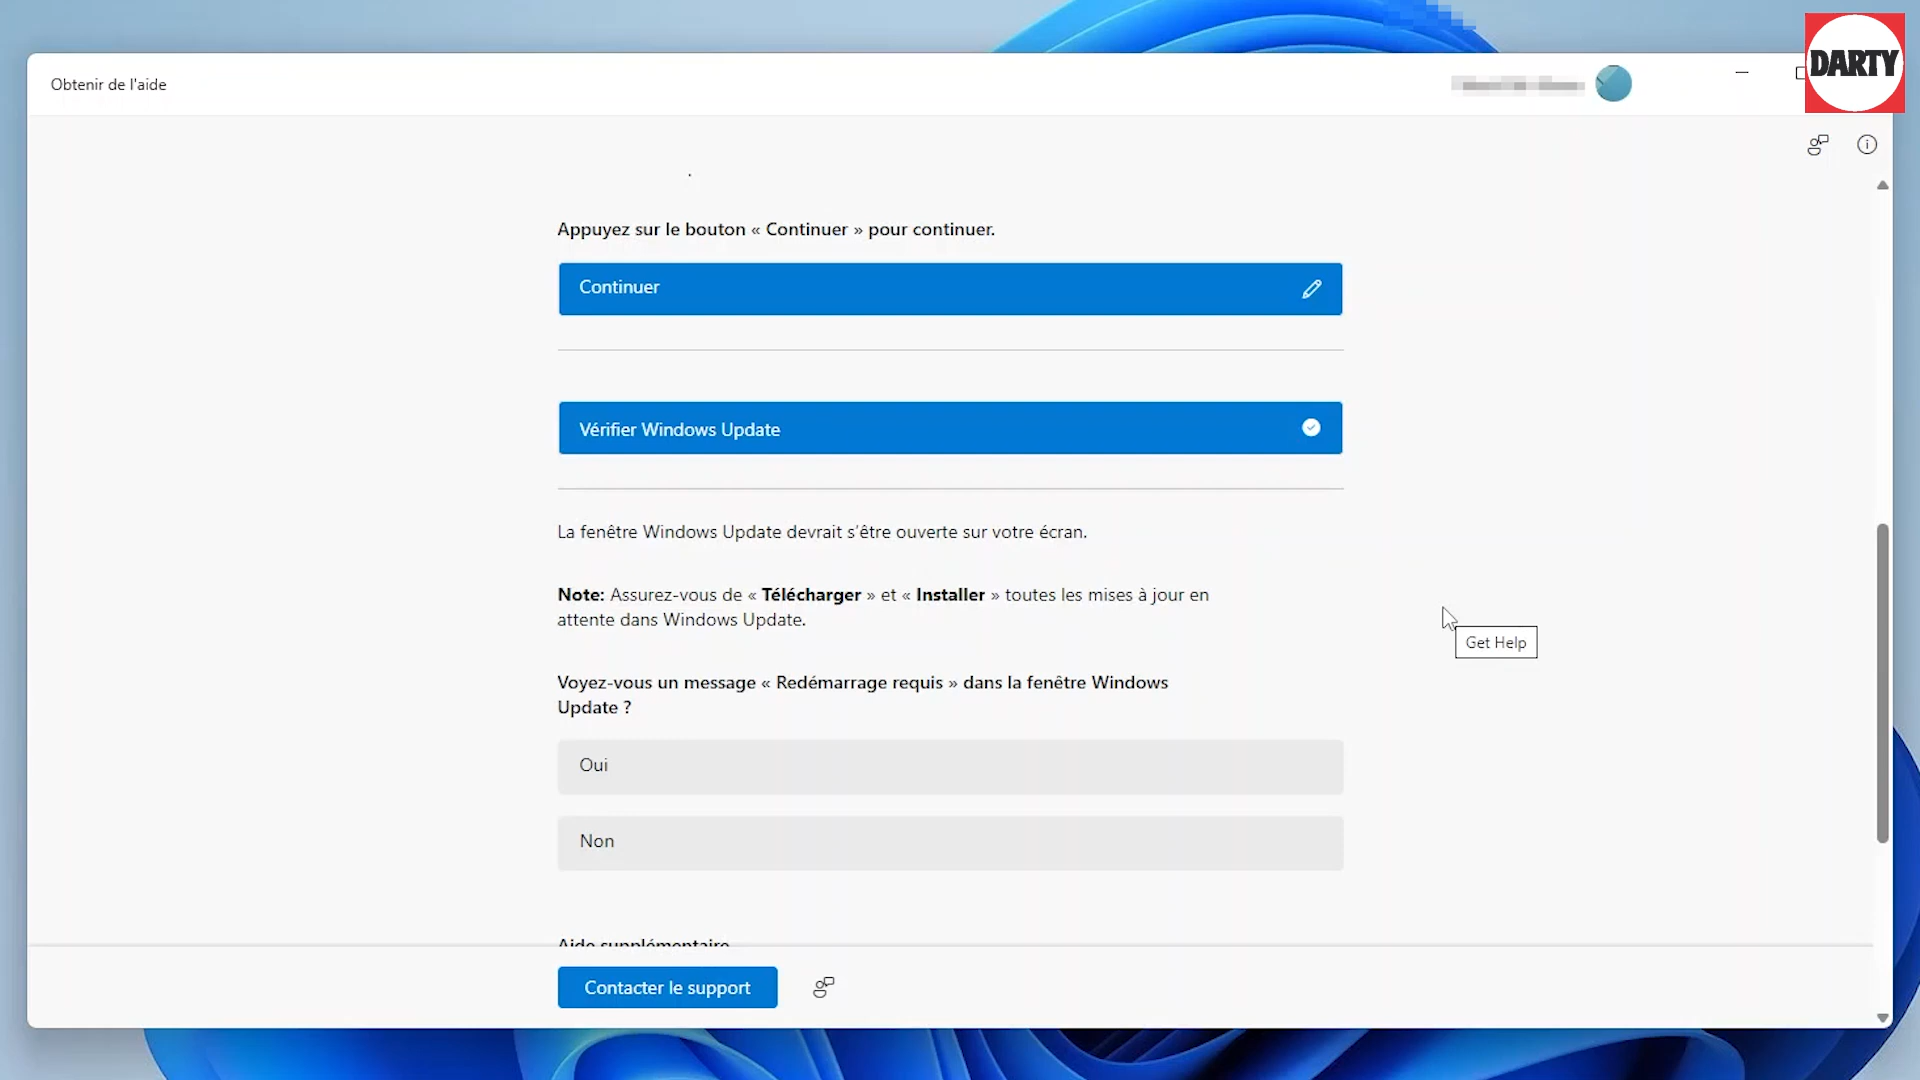 DARTY
Obtenir de l'aide
Appuyez sur le bouton « Continuer » pour continuer.
Continuer
Vérifier Windows Update
La fenêtre Windows Update devrait s’être ouverte sur votre écran.
Note: Assurez-vous de « Télécharger » et « Installer » toutes les mises à jour en
attente dans Windows Update.
Get Help
Voyez-vous un message « Redémarrage requis » dans la fenêtre Windows
Update ?
Oui
Non
Aide supplémentaire
Contacter le support